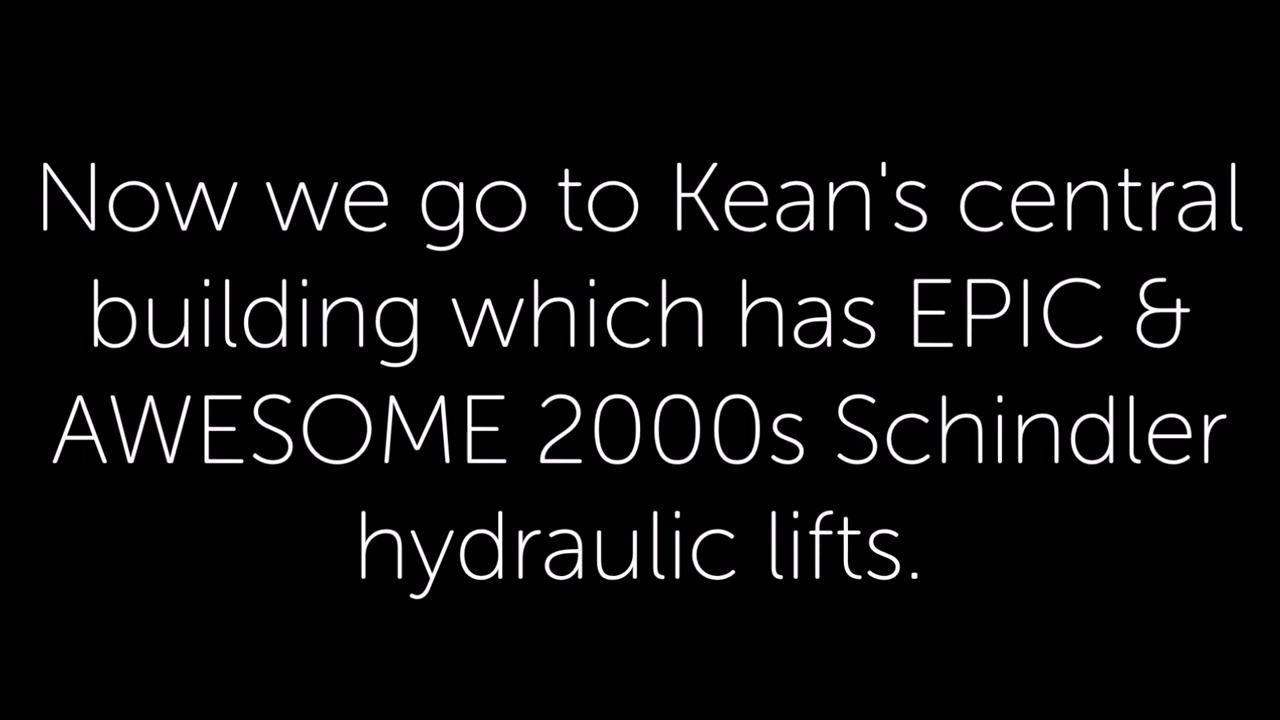 Now we go to Kean's central
building which has EPIC &
AWESOME 2000s Schindler
hydraulic lifts.